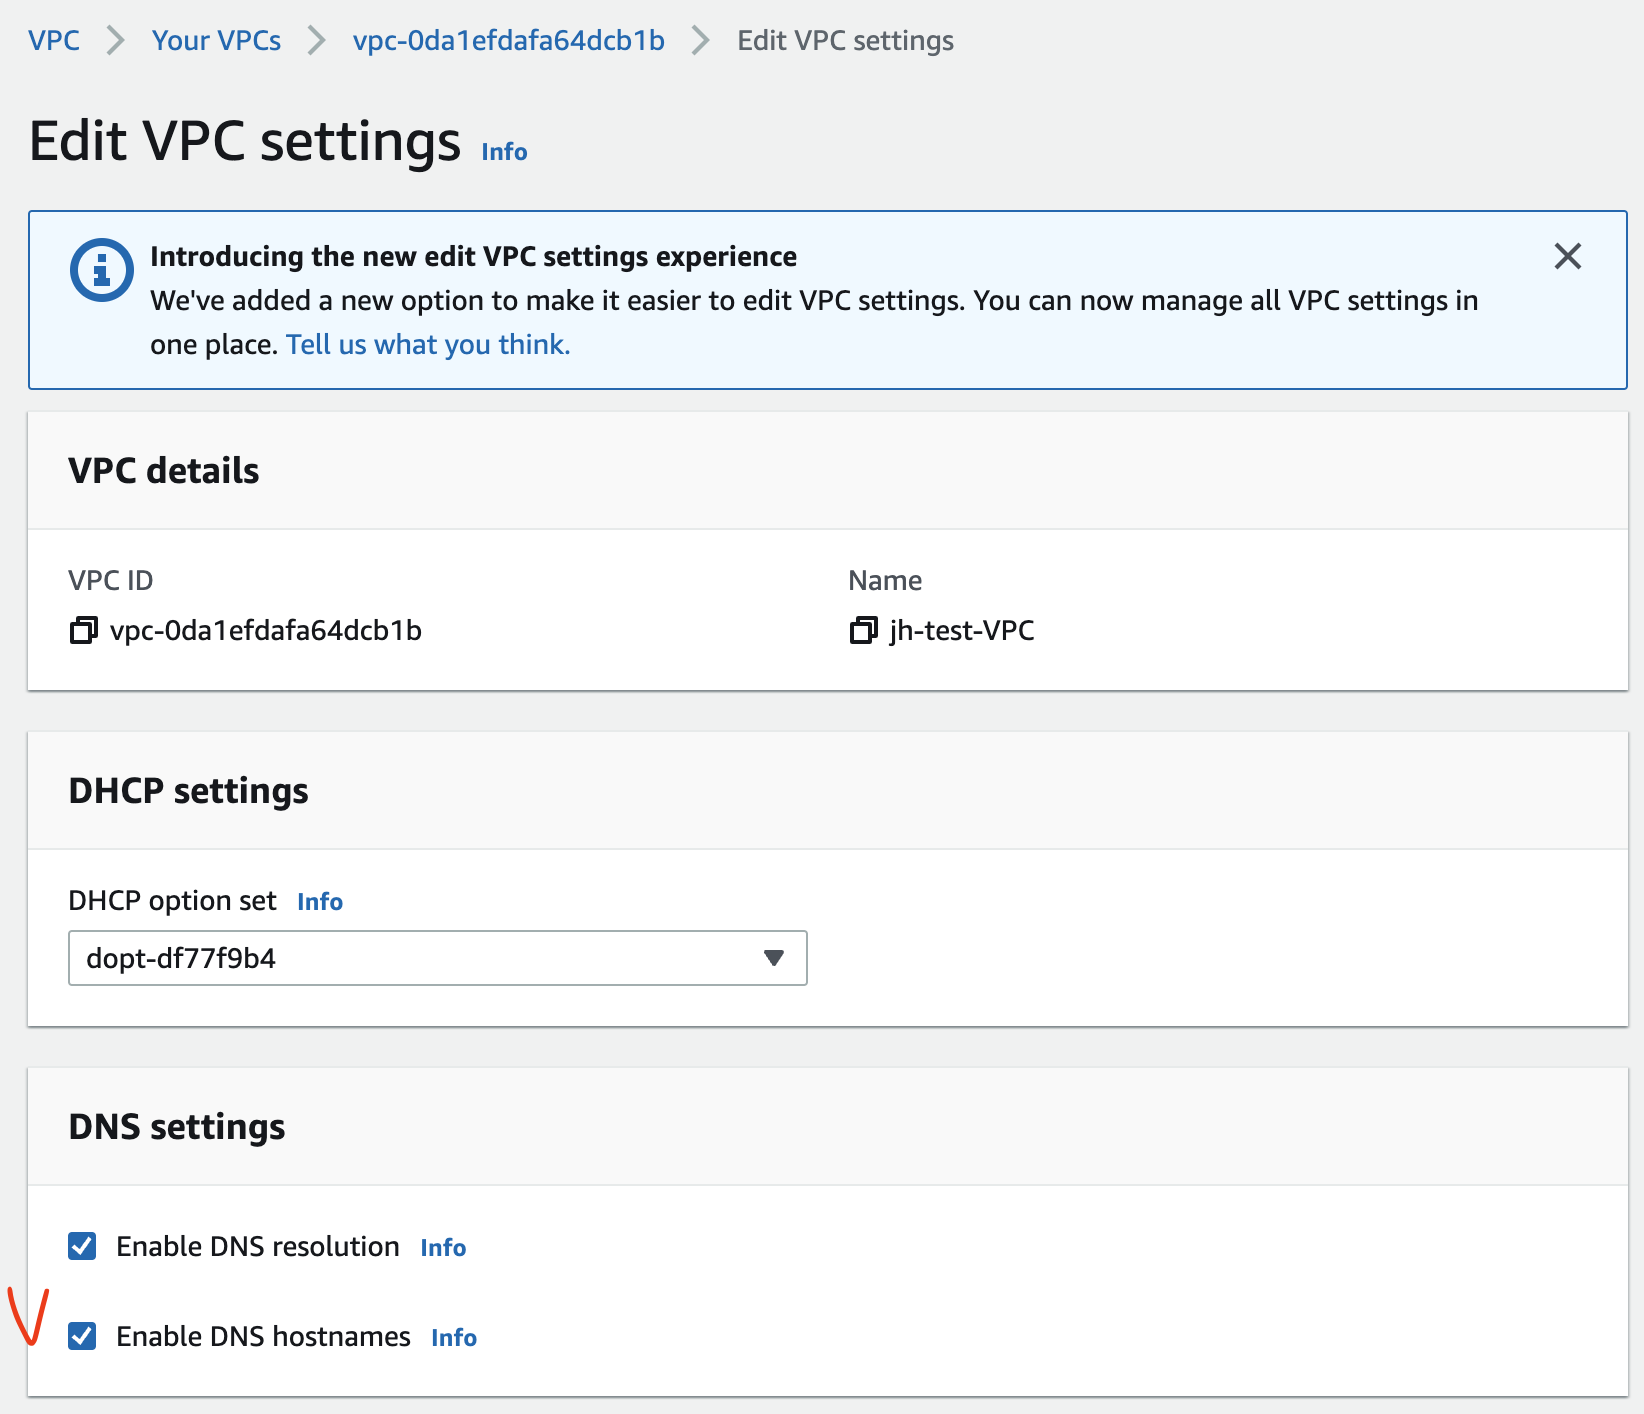 VPC > Your VPCs > vpc-0da1efdafa64dcb1b > Edit VPC settings
Edit VPC settings Info
Introducing the new edit VPC settings experience
We've added a new option to make it easier to edit VPC settings. You can now manage all VPC settings in
one place. Tell us what you think.
VPC details
VPC ID Name
vpc-0da1efdafa64dcb1b jh-test-VPC
DHCP settings
DHCP option set Info
dopt-df77f9b4
DNS settings
Enable DNS resolution Info
Enable DNS hostnames Info